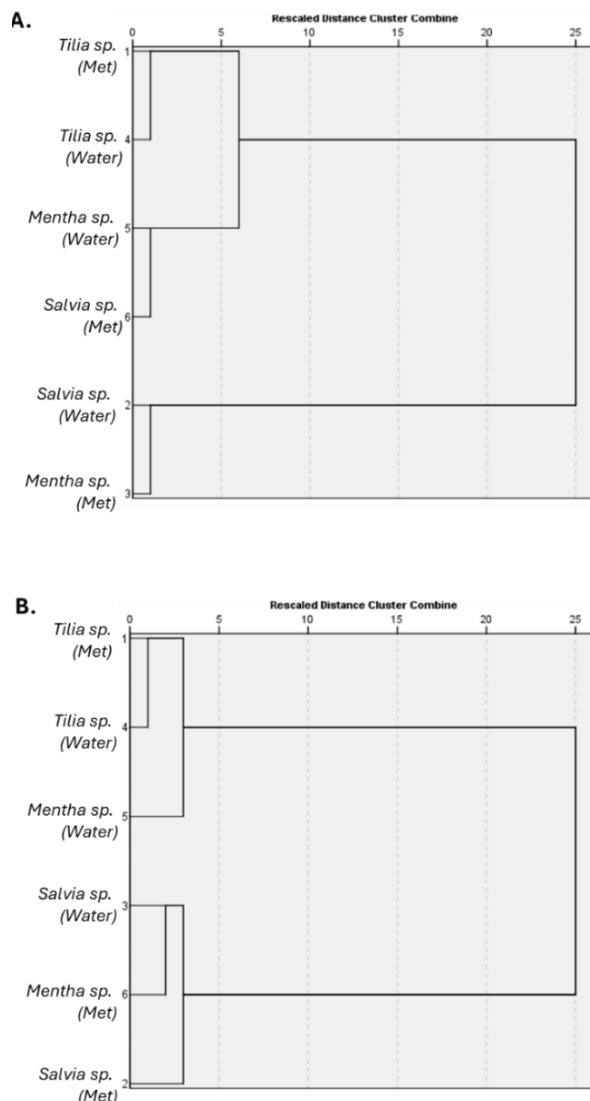 A.
Rescaled Distance Cluster Combine
0 5 10 15 20 25
Tilia sp.
(Met)
1
Tilia sp.
(Water)
4
Mentha sp.
(Water)
5
Salvia sp.
(Met)
6
Salvia sp.
(Water)
2
Mentha sp.
(Met)
3
B.
Rescaled Distance Cluster Combine
0 5 10 15 20 25
Tilia sp.
(Met)
1
Tilia sp.
(Water)
4
Mentha sp.
(Water)
5
Salvia sp.
(Water)
3
Mentha sp.
(Met)
6
Salvia sp.
(Met)
2